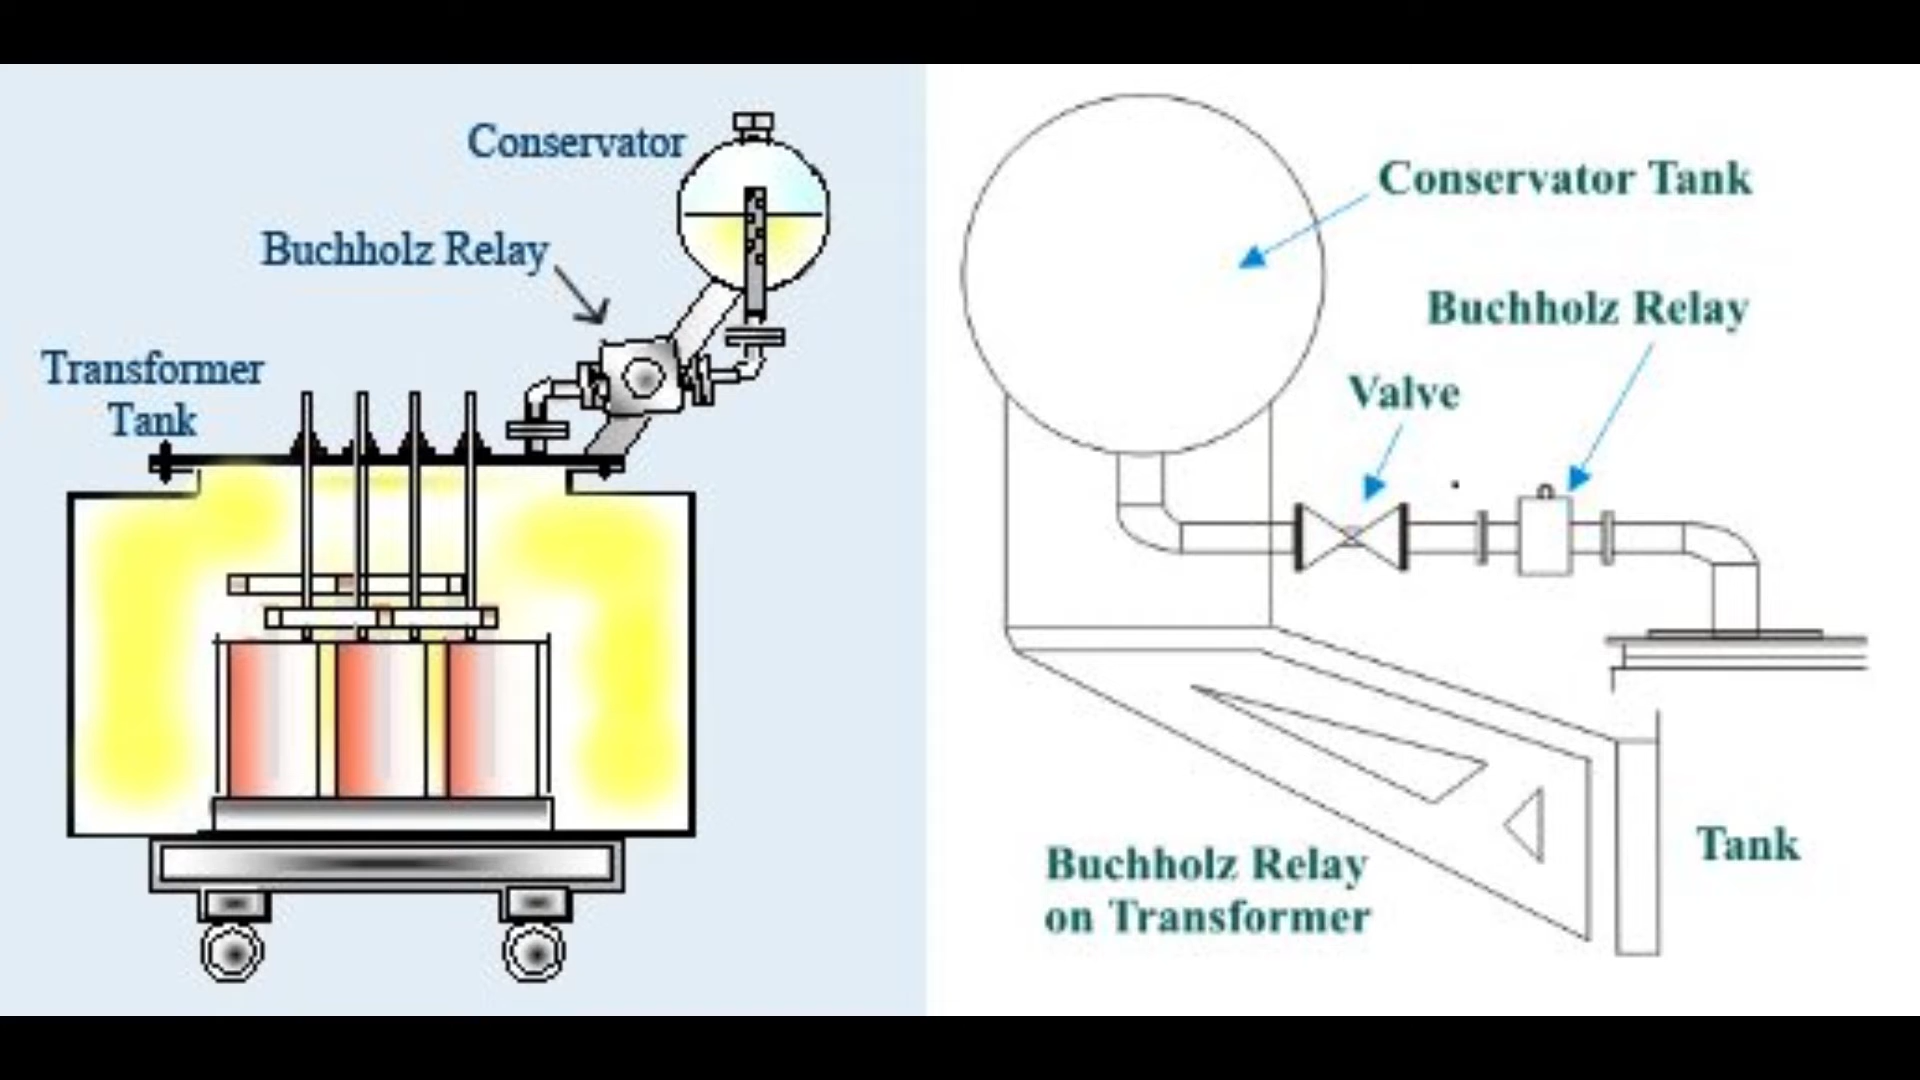 Conservator
Buchholz Relay
Transformer
Tank
Conservator Tank
Buchholz Relay
Valve
Tank
Buchholz Relay
on Transformer